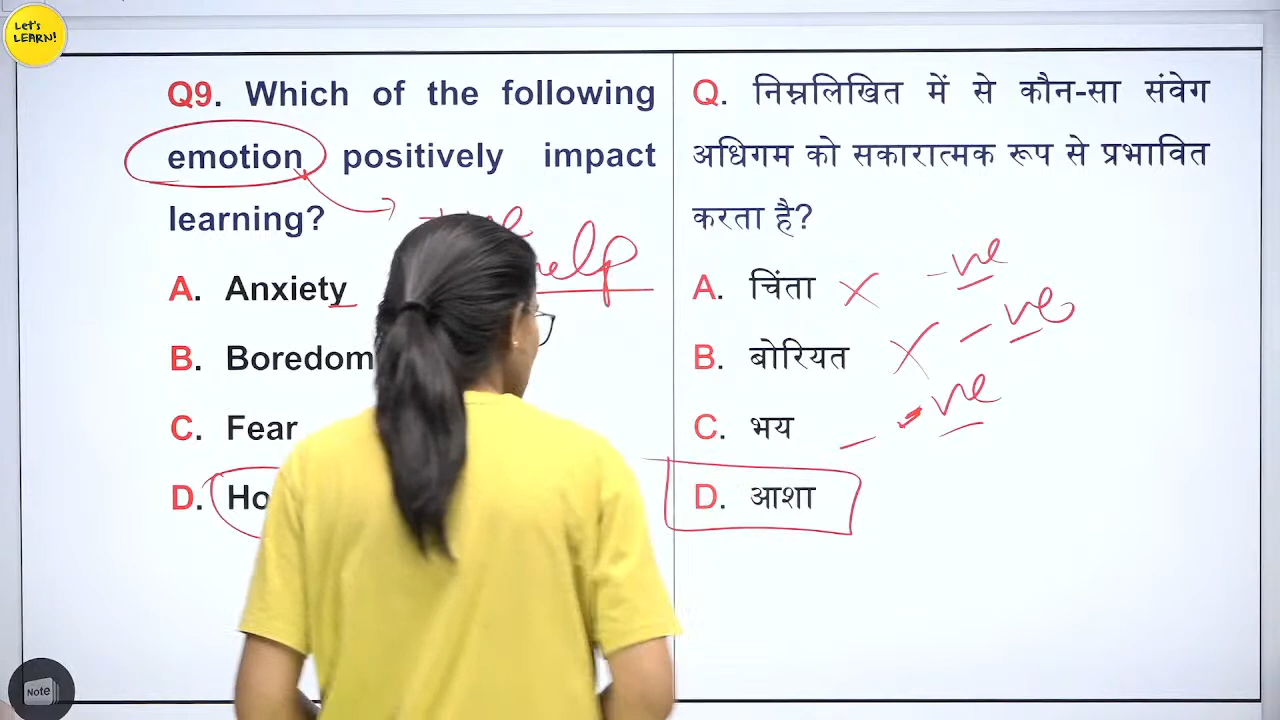 Let's
LEARN!
Q9. Which of the following
emotion positively impact
learning?
help
A. Anxiety
B. Boredom
C. Fear
D.
Q. निम्नलिखित में से कौन-सा संवेग
अधिगम को सकारात्मक रूप से प्रभावित
करता है?
A. चिंता × -ve
B. बोरियत × -ve
C. भय -ve
D. आशा
Note